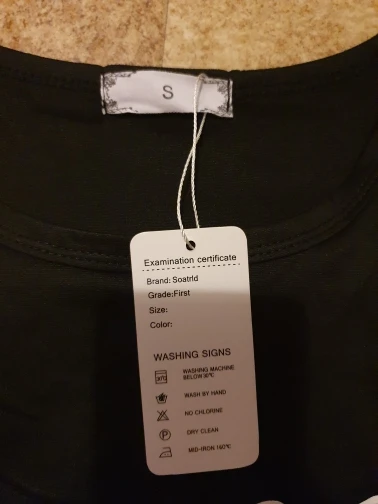 S
Examination certificate
Brand: Soatrld
Grade:First
Size:
Color:
WASHING SIGNS
WASHING MACHINE
BELOW 30℃
WASH BY HAND
NO CHLORINE
DRY CLEAN
MID-IRON 160℃